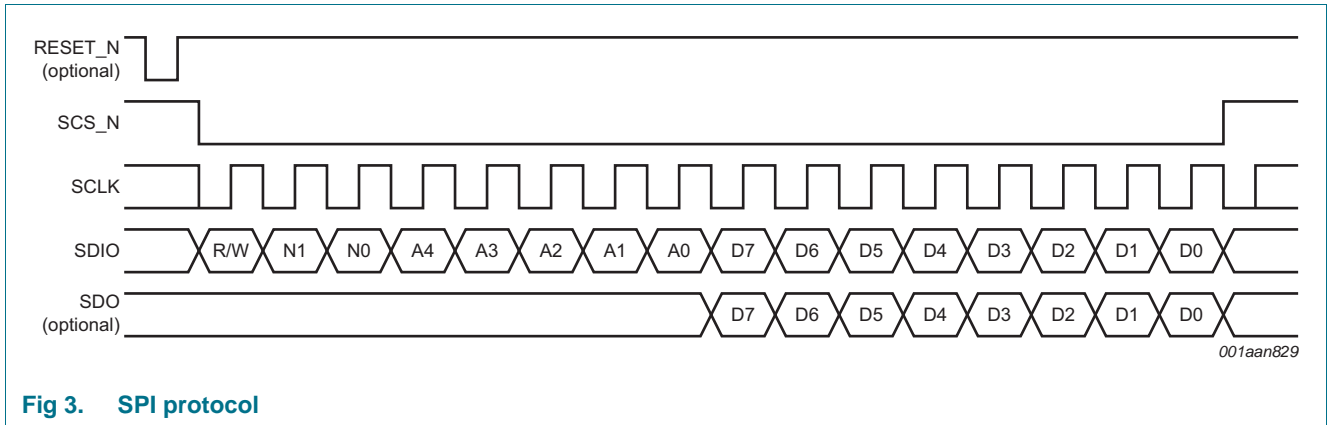 RESET_N
(optional)
SCS_N
SCLK
SDIO R/W N1 N0 A4 A3 A2 A1 A0 D7 D6 D5 D4 D3 D2 D1 D0
SDO
(optional) D7 D6 D5 D4 D3 D2 D1 D0
001aan829
Fig 3. SPI protocol